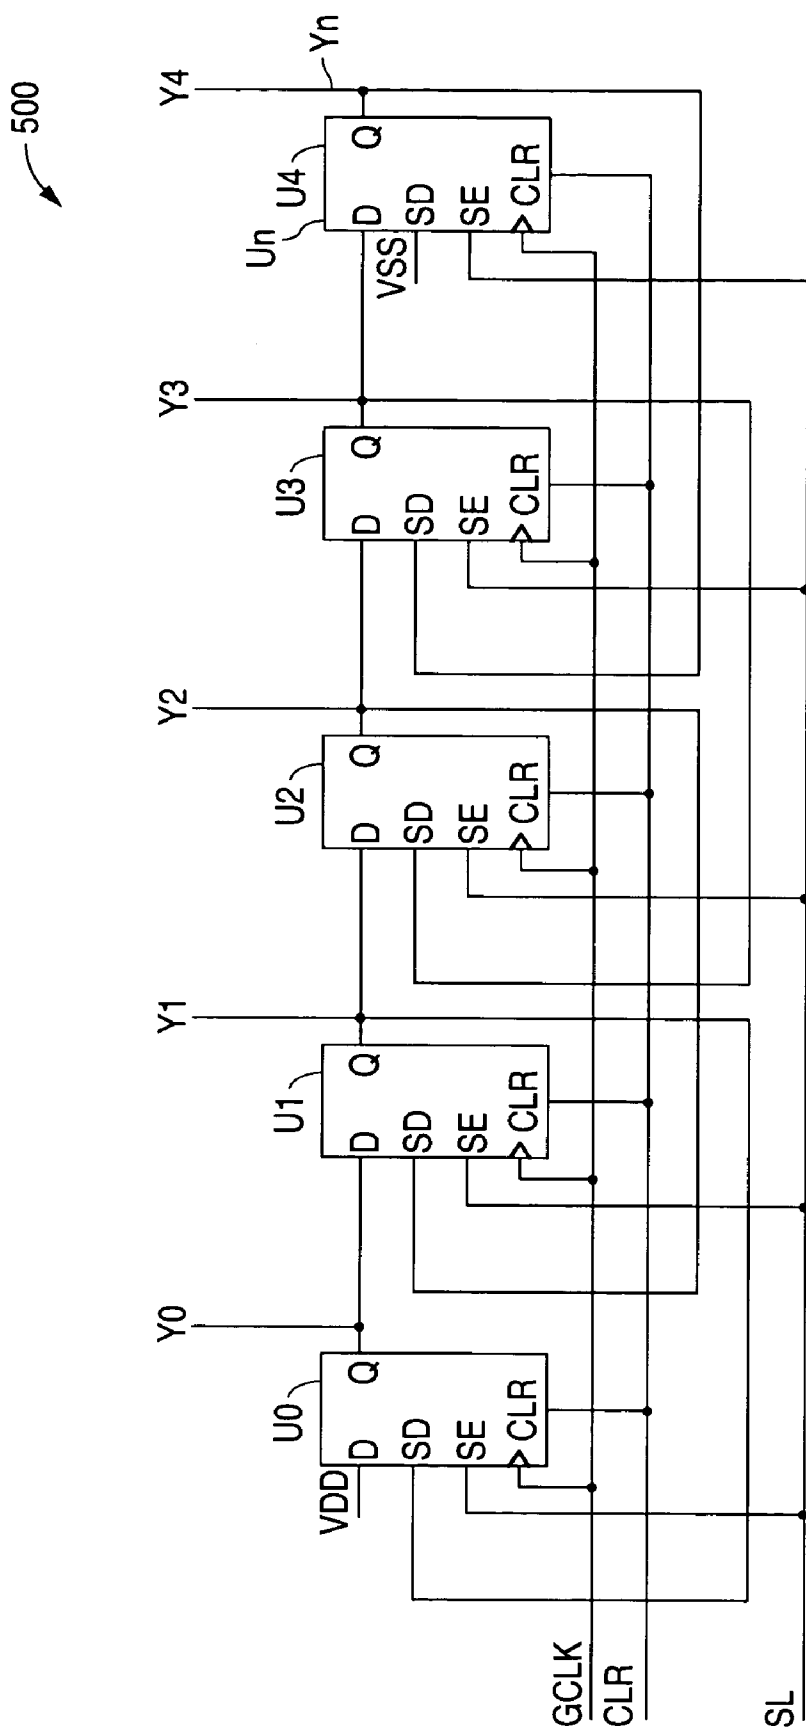 500
Y0
Y1
Y2
Y3
Y4
Yn
U0
U1
U2
U3
Un
U4
VDD
D
Q
SD
SE
CLR
D
Q
SD
SE
CLR
D
Q
SD
SE
CLR
D
Q
SD
SE
CLR
D
Q
VSS
SD
SE
CLR
GCLK
CLR
SL